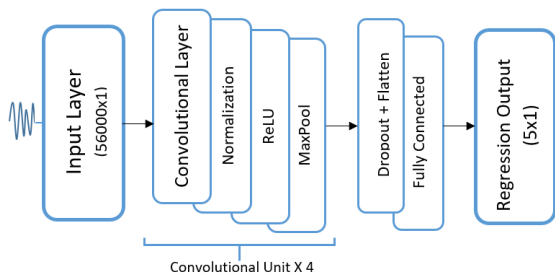 Input Layer
(56000x1)
Convolutional Layer
Normalization
ReLU
MaxPool
Dropout + Flatten
Fully Connected
Regression Output
(5x1)
Convolutional Unit X 4